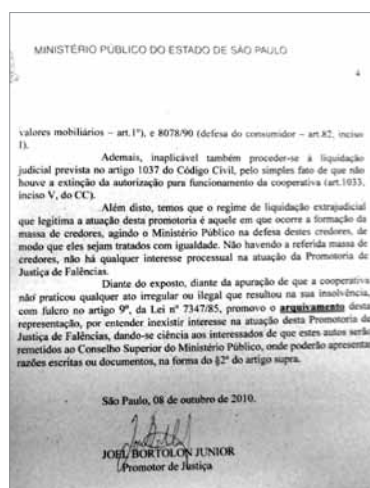 MINISTÉRIO PÚBLICO DO ESTADO DE SÃO PAULO
4
valores mobiliários – art.1º), e 8078/90 (defesa do consumidor – art.82, inciso
I).
Ademais, inaplicável também proceder-se à liquidação
judicial prevista no artigo 1037 do Código Civil, pelo simples fato de que não
houve a extinção da autorização para funcionamento da cooperativa (art.1033,
inciso V, do CC).
Além disto, temos que o regime de liquidação extrajudicial
que legitima a atuação desta promotoria é aquele em que ocorre a formação da
massa de credores, agindo o Ministério Público na defesa destes credores, de
modo que eles sejam tratados com igualdade. Não havendo a referida massa de
credores, não há qualquer interesse processual na atuação da Promotoria de
Justiça de Falências.
Diante do exposto, diante da apuração de que a cooperativa
não praticou qualquer ato irregular ou ilegal que resultou na sua insolvência,
com fulcro no artigo 9º, da Lei nº 7347/85, promovo o arquivamento desta
representação, por entender inexistir interesse na atuação desta Promotoria de
Justiça de Falências, dando-se ciência aos interessados de que estes autos serão
remetidos ao Conselho Superior do Ministério Público, onde poderão apresentar
razões escritas ou documentos, na forma do §2º do artigo supra.
São Paulo, 08 de outubro de 2010.
JOEL BORTOLON JUNIOR
Promotor de Justiça